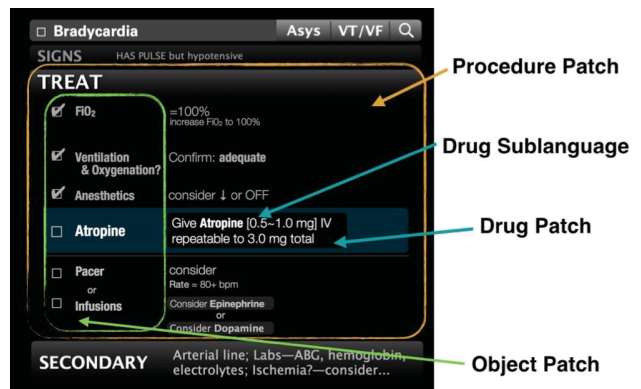 Bradycardia Asys VT/VF
SIGNS HAS PULSE but hypotensive
TREAT
FiO₂ =100%
increase FiO₂ to 100%
Ventilation Confirm: adequate
& Oxygenation?
Anesthetics consider ↓ or OFF
Atropine Give Atropine [0.5~1.0 mg] IV
repeatable to 3.0 mg total
Pacer consider
or Rate = 80+ bpm
Infusions Consider Epinephrine
or
Consider Dopamine
SECONDARY Arterial line; Labs—ABG, hemoglobin,
electrolytes; Ischemia?—consider...
Procedure Patch
Drug Sublanguage
Drug Patch
Object Patch